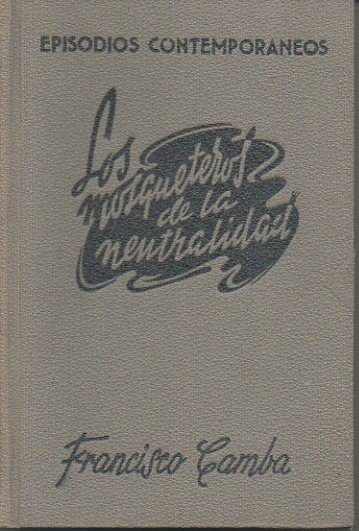 EPISODIOS CONTEMPORANEOS
Los
mosqueteros
de la
neutralidad
Francisco Camba